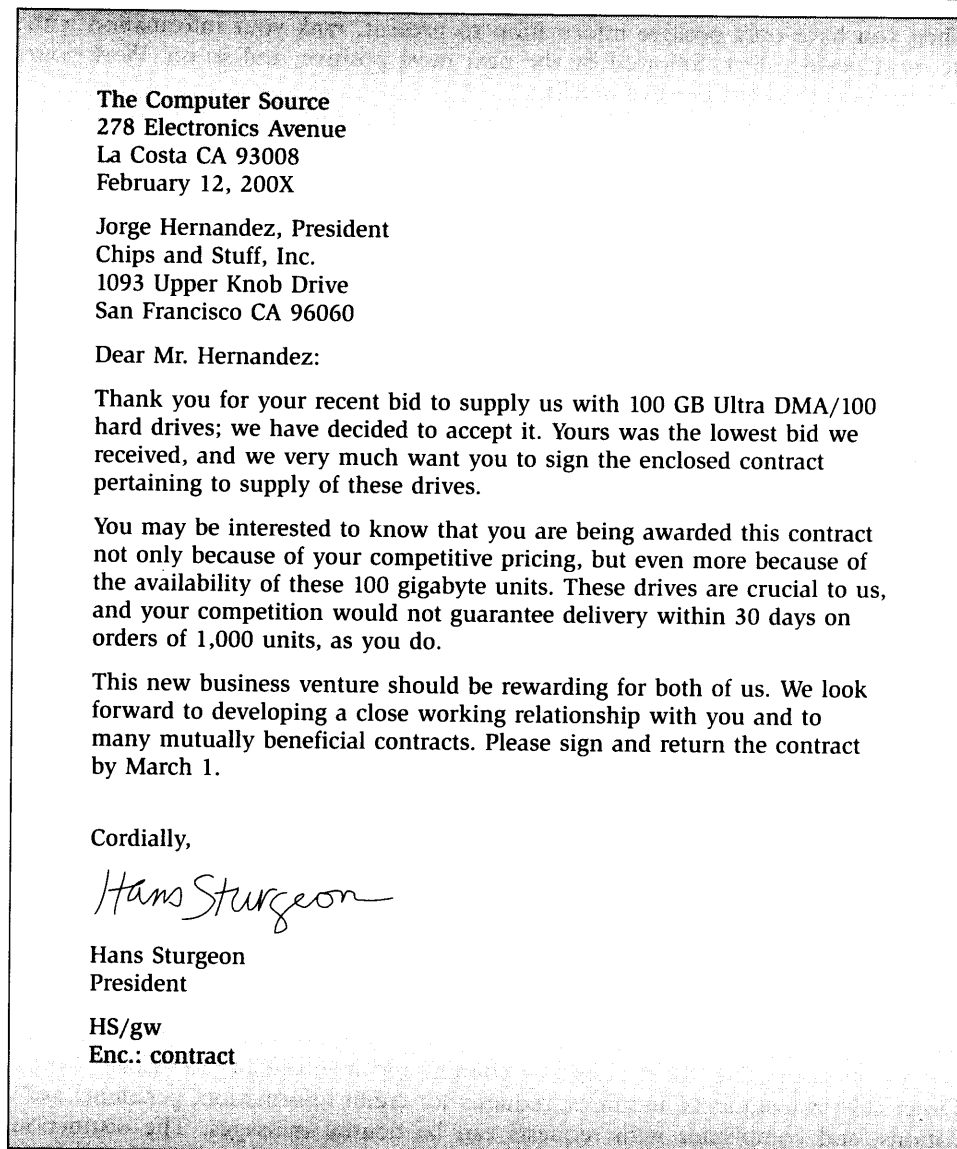 The Computer Source
278 Electronics Avenue
La Costa CA 93008
February 12, 200X
Jorge Hernandez, President
Chips and Stuff, Inc.
1093 Upper Knob Drive
San Francisco CA 96060
Dear Mr. Hernandez:
Thank you for your recent bid to supply us with 100 GB Ultra DMA/100
hard drives; we have decided to accept it. Yours was the lowest bid we
received, and we very much want you to sign the enclosed contract
pertaining to supply of these drives.
You may be interested to know that you are being awarded this contract
not only because of your competitive pricing, but even more because of
the availability of these 100 gigabyte units. These drives are crucial to us,
and your competition would not guarantee delivery within 30 days on
orders of 1,000 units, as you do.
This new business venture should be rewarding for both of us. We look
forward to developing a close working relationship with you and to
many mutually beneficial contracts. Please sign and return the contract
by March 1.
Cordially,
Hans Sturgeon
Hans Sturgeon
President
HS/gw
Enc.: contract